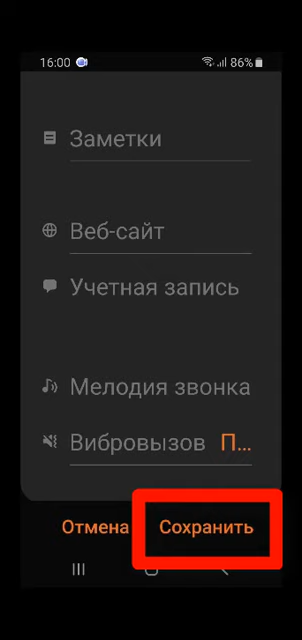 16:00 86%
Заметки
Веб-сайт
Учетная запись
Мелодия звонка
Вибровызов П...
Отмена Сохранить